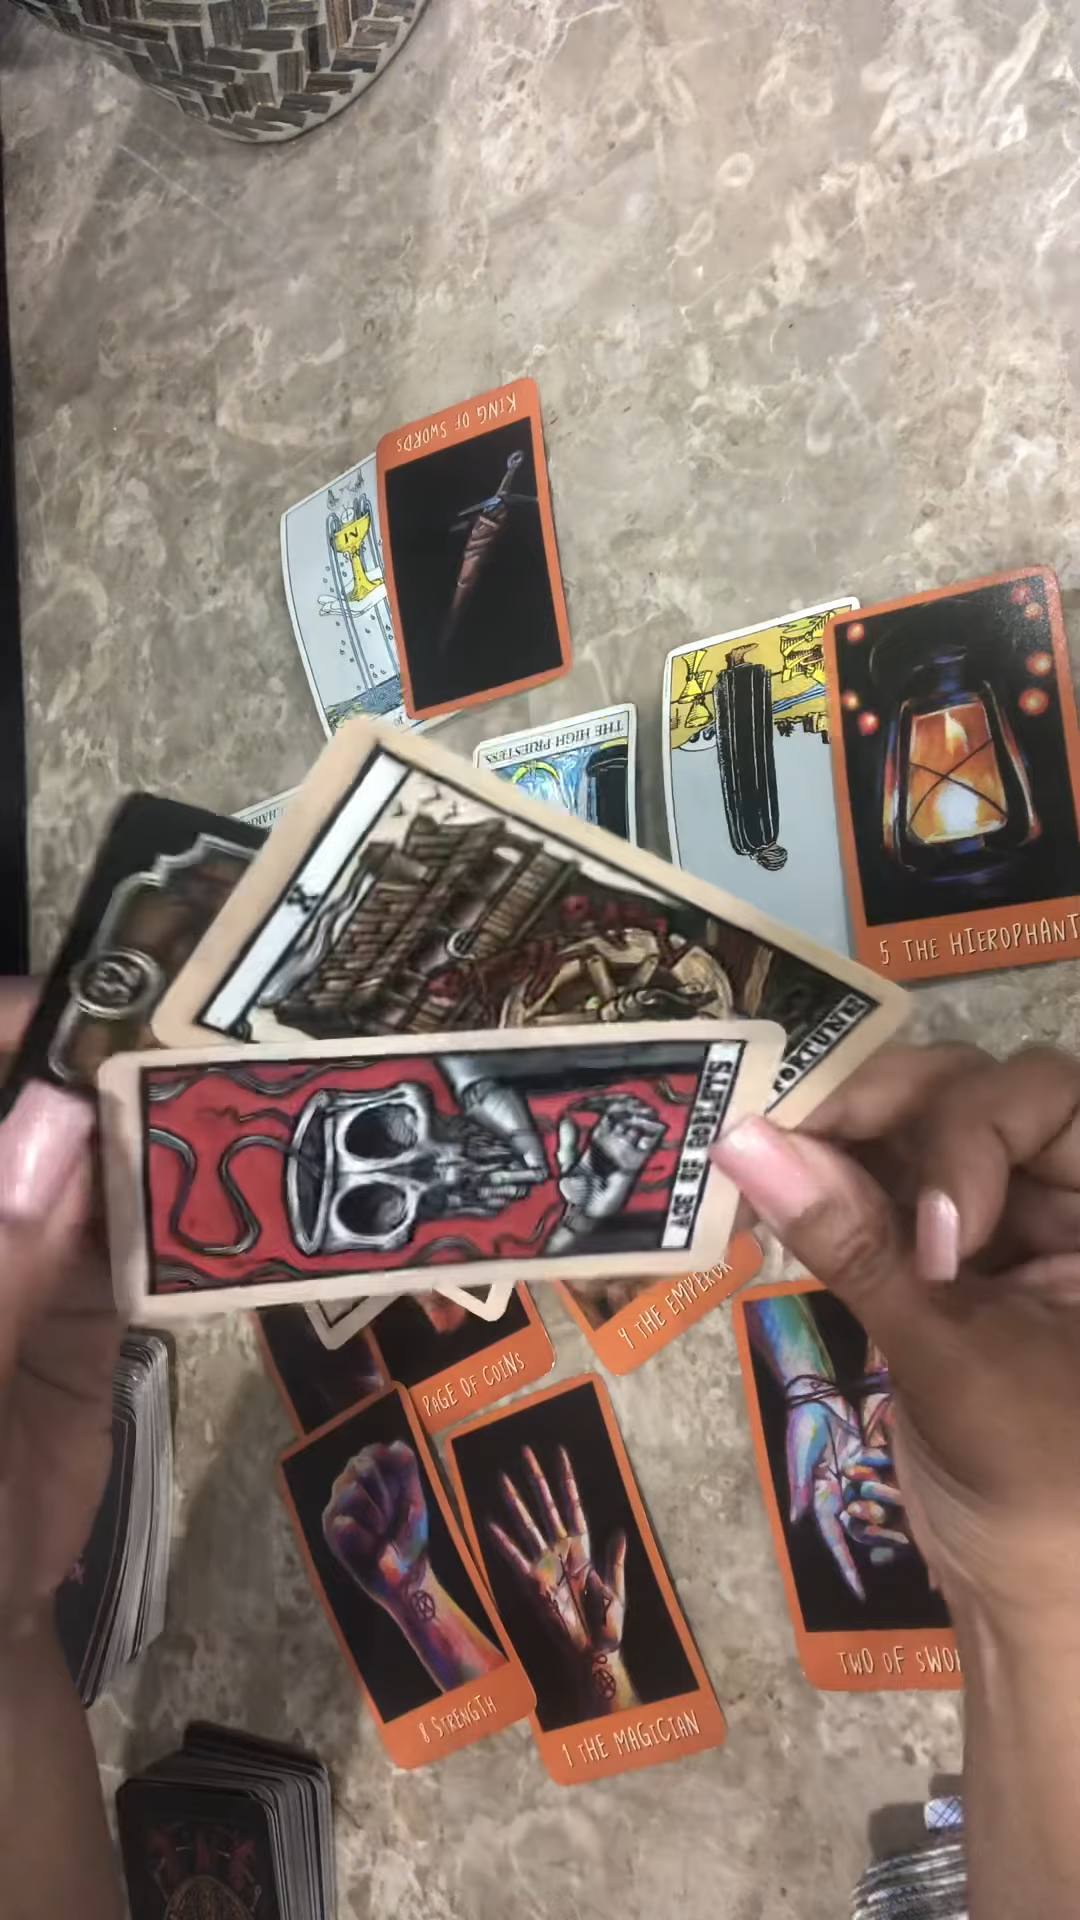 KING OF SWORDS
THE HIGH PRIESTESS
5 THE HIEROPHANT
X
FORTUNE
ACE OF GOBLETS
4 THE EMPEROR
PAGE OF COINS
TWO OF SWO
8 STRENGTH
1 THE MAGICIAN